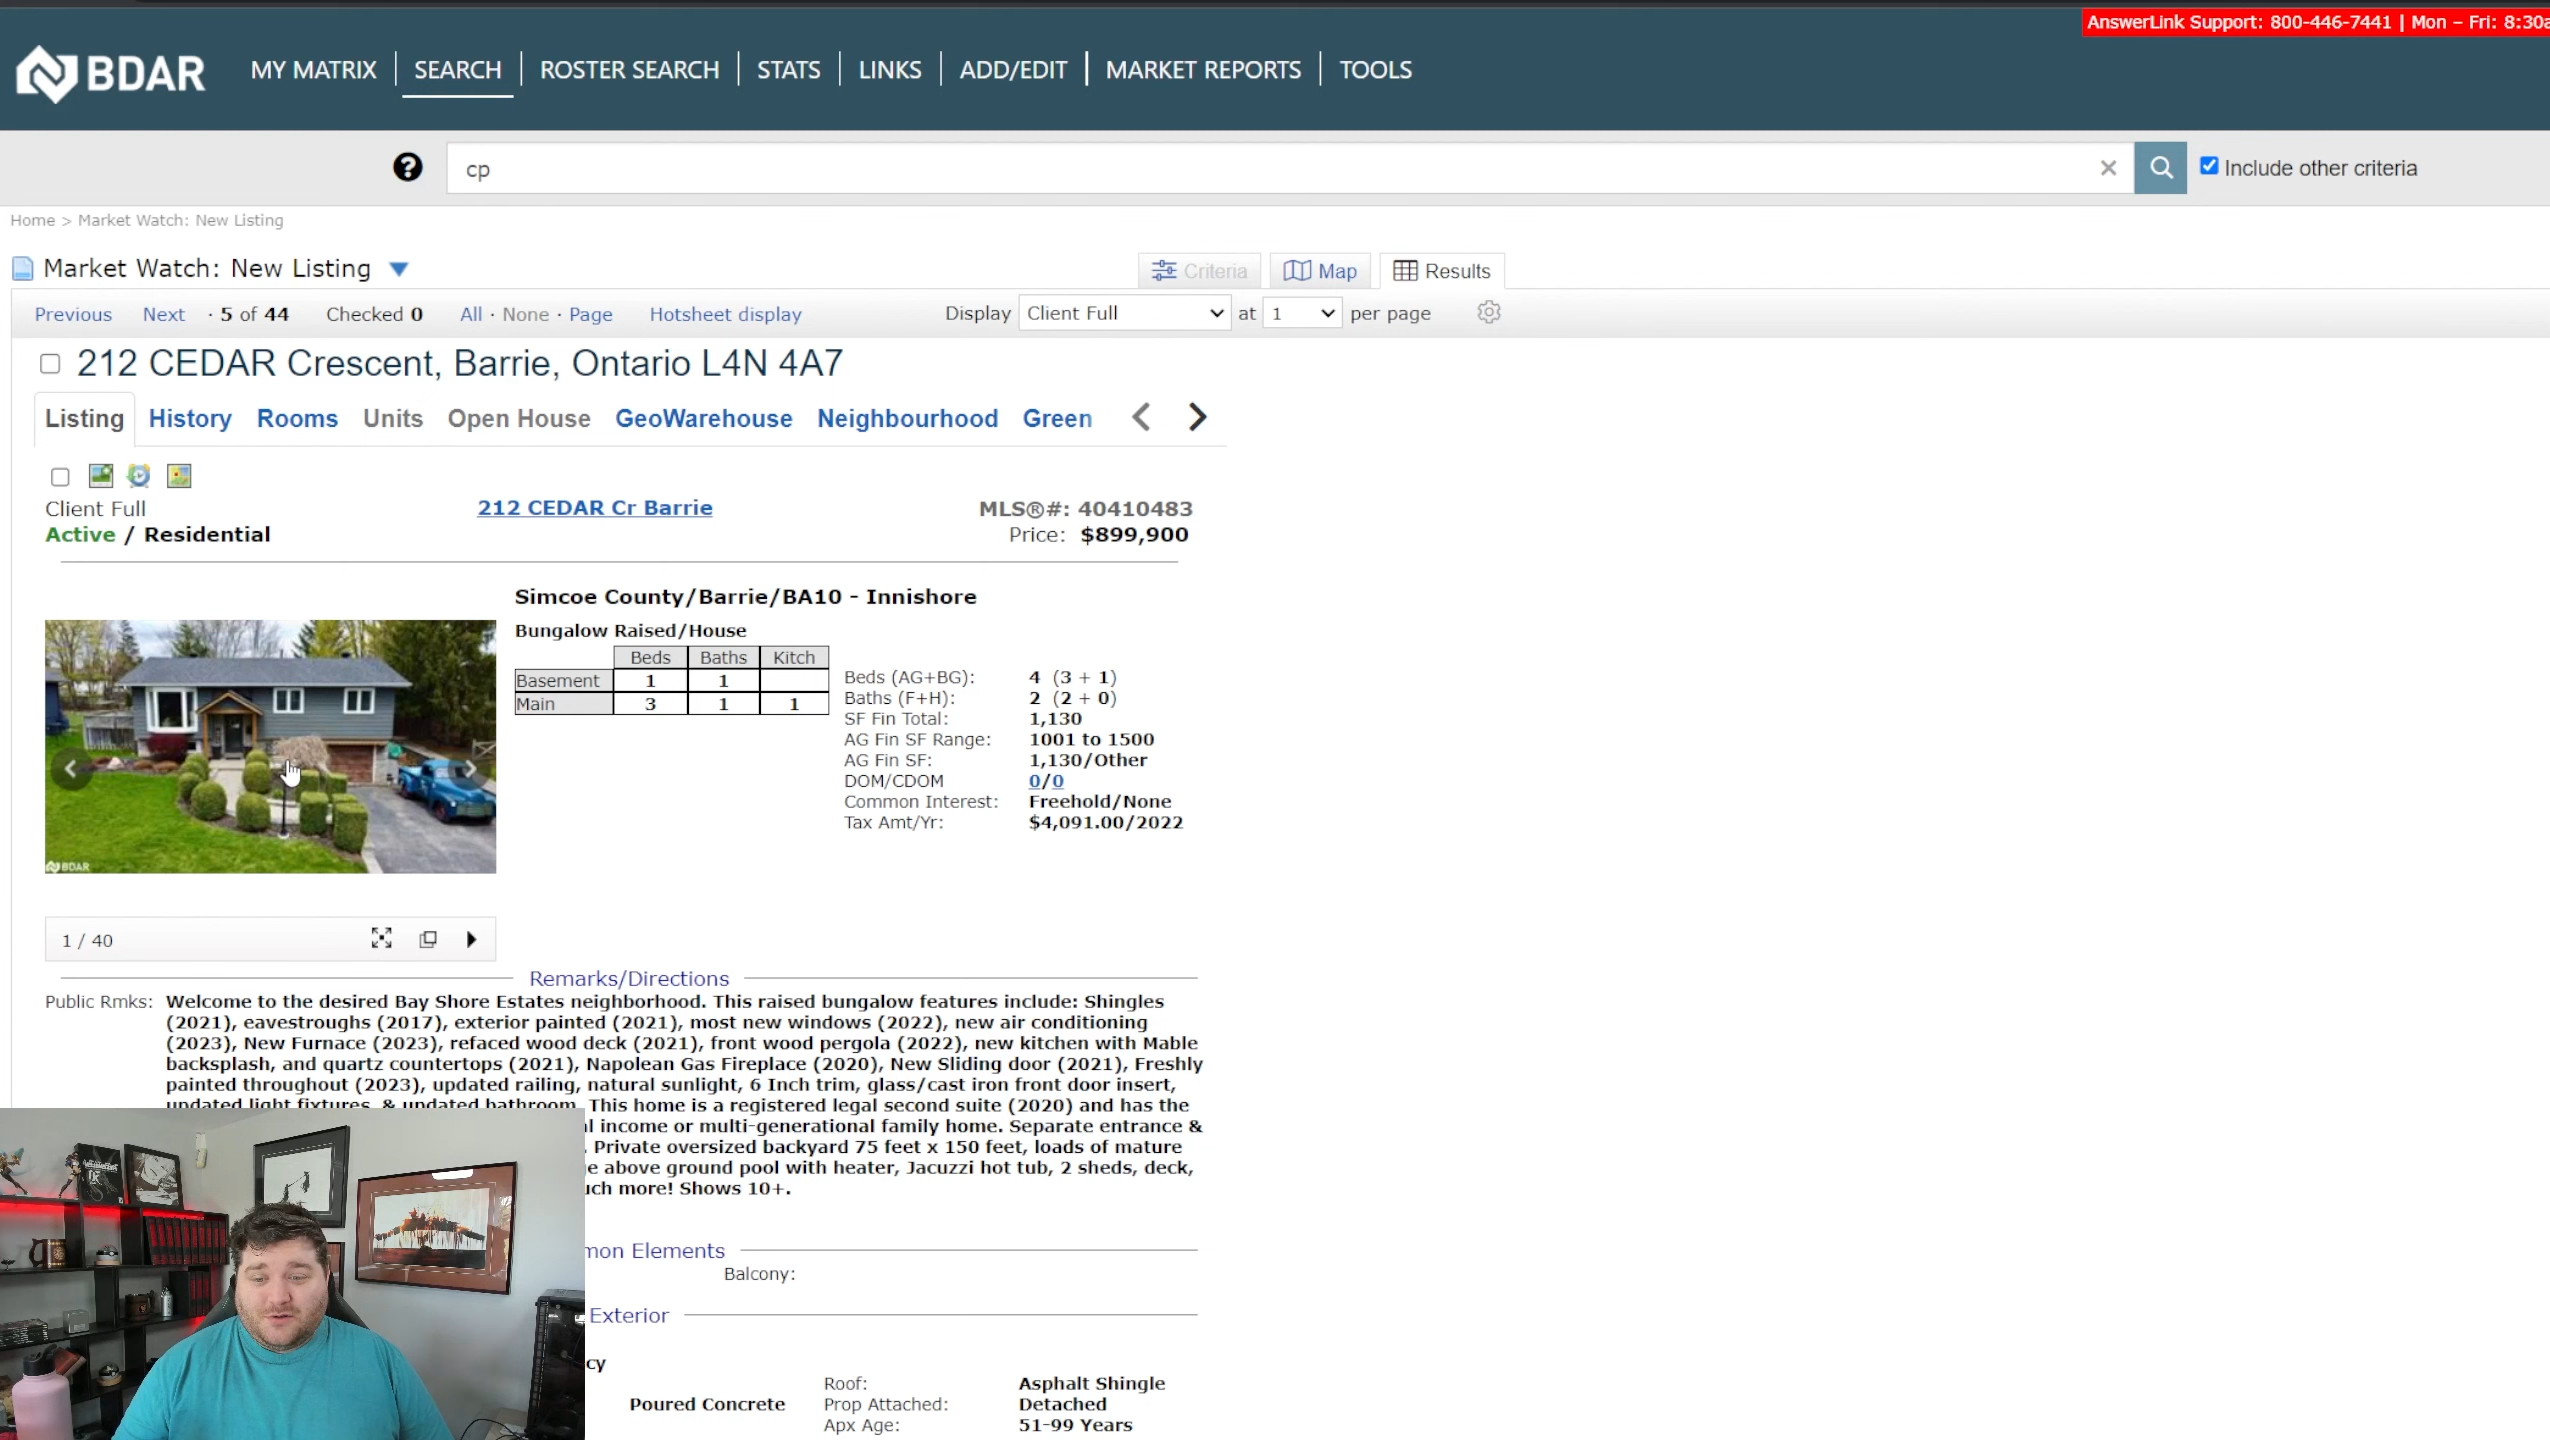 AnswerLink Support: 800-446-7441 | Mon – Fri: 8:30a
BDAR
MY MATRIX SEARCH ROSTER SEARCH STATS LINKS ADD/EDIT MARKET REPORTS TOOLS
cp
Include other criteria
Home > Market Watch: New Listing
Market Watch: New Listing
Criteria Map Results
Previous Next · 5 of 44 Checked 0 All · None · Page Hotsheet display Display Client Full at 1 per page
212 CEDAR Crescent, Barrie, Ontario L4N 4A7
Listing History Rooms Units Open House GeoWarehouse Neighbourhood Green
Client Full 212 CEDAR Cr Barrie MLS®#: 40410483
Active / Residential Price: $899,900
Simcoe County/Barrie/BA10 - Innishore
Bungalow Raised/House
Beds Baths Kitch
Basement 1 1
Main 3 1 1
Beds (AG+BG): 4 (3 + 1)
Baths (F+H): 2 (2 + 0)
SF Fin Total: 1,130
AG Fin SF Range: 1001 to 1500
AG Fin SF: 1,130/Other
DOM/CDOM 0/0
Common Interest: Freehold/None
Tax Amt/Yr: $4,091.00/2022
BDAR
1 / 40
Remarks/Directions
Public Rmks: Welcome to the desired Bay Shore Estates neighborhood. This raised bungalow features include: Shingles
(2021), eavestroughs (2017), exterior painted (2021), most new windows (2022), new air conditioning
(2023), New Furnace (2023), refaced wood deck (2021), front wood pergola (2022), new kitchen with Mable
backsplash, and quartz countertops (2021), Napolean Gas Fireplace (2020), New Sliding door (2021), Freshly
painted throughout (2023), updated railing, natural sunlight, 6 Inch trim, glass/cast iron front door insert,
updated light fixtures, & updated bathroom. This home is a registered legal second suite (2020) and has the
l income or multi-generational family home. Separate entrance &
. Private oversized backyard 75 feet x 150 feet, loads of mature
e above ground pool with heater, Jacuzzi hot tub, 2 sheds, deck,
uch more! Shows 10+.
mon Elements
Balcony:
Exterior
cy
Roof: Asphalt Shingle
Poured Concrete Prop Attached: Detached
Apx Age: 51-99 Years